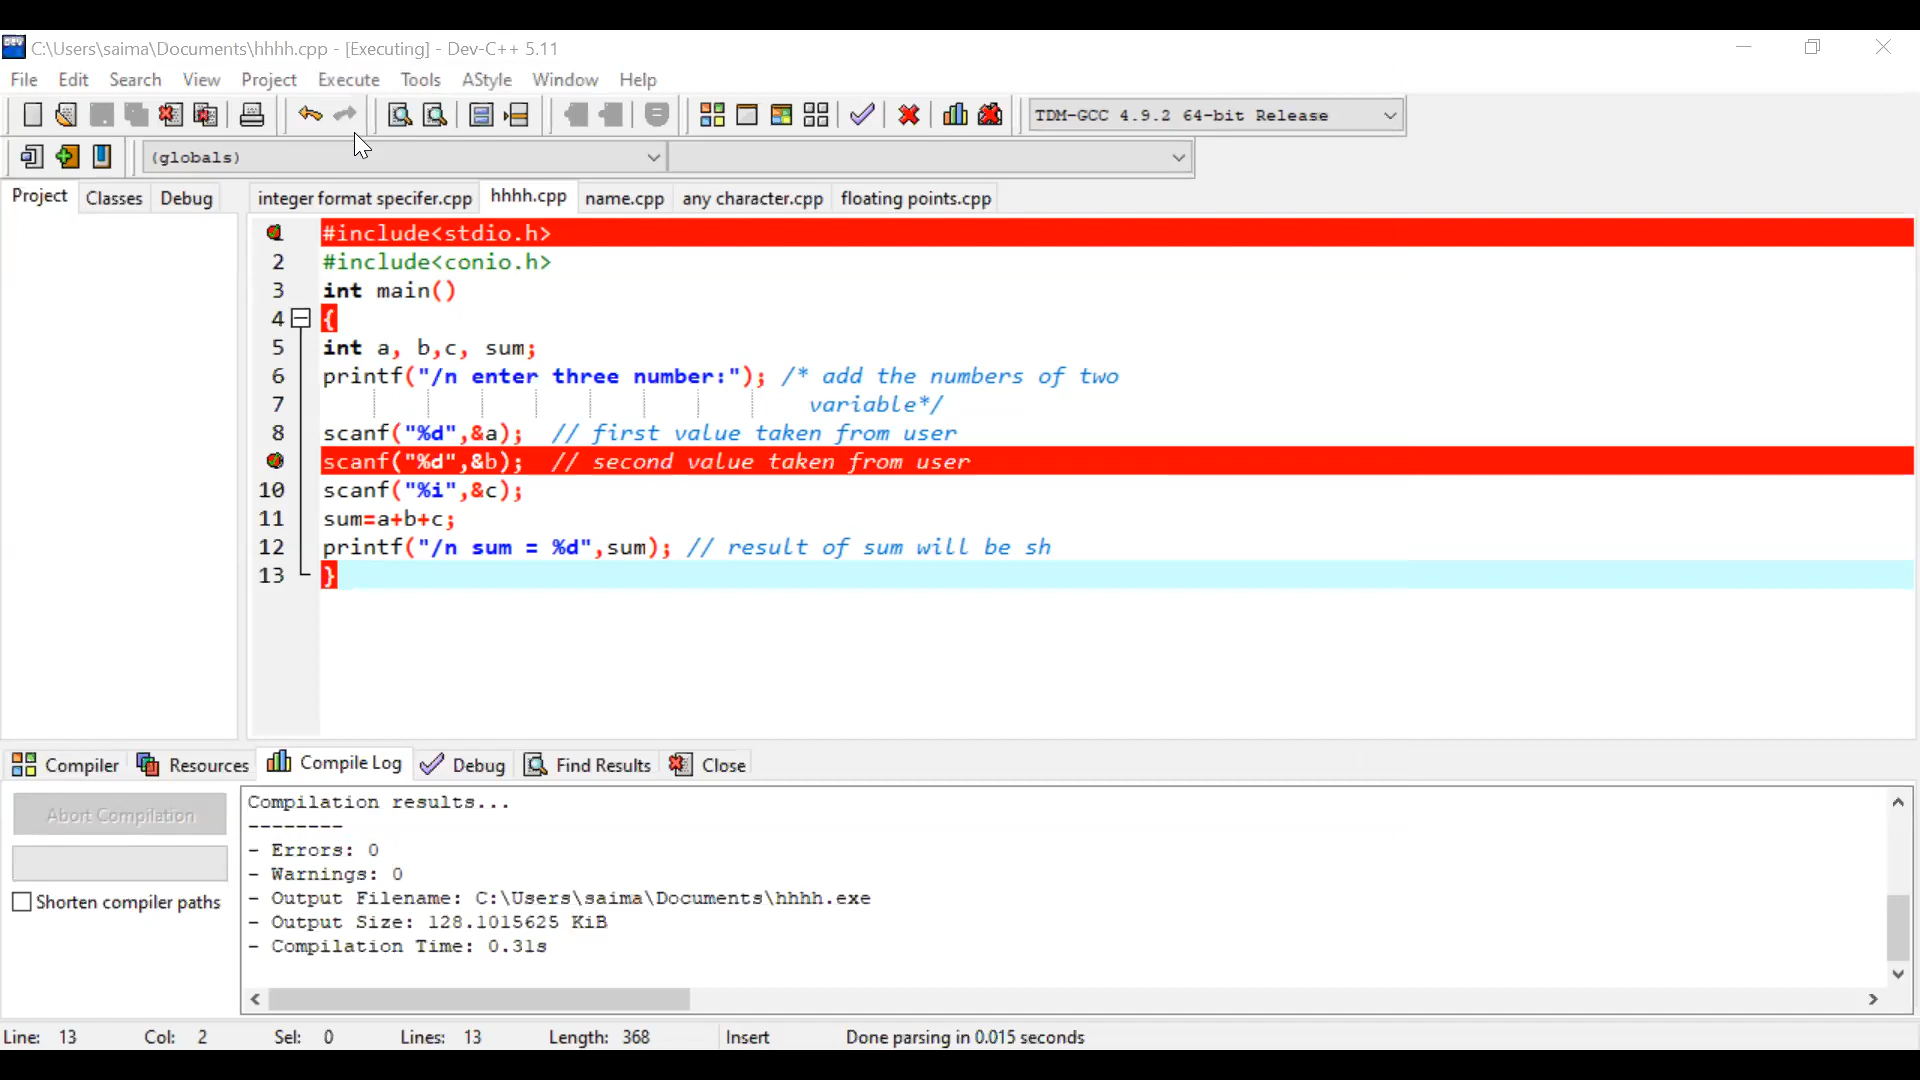 C:\Users\saima\Documents\hhhh.cpp - [Executing] - Dev-C++ 5.11
File Edit Search View Project Execute Tools AStyle Window Help
TDM-GCC 4.9.2 64-bit Release
(globals)
Project Classes Debug integer format specifer.cpp hhhh.cpp name.cpp any character.cpp floating points.cpp
#include<stdio.h>
2 #include<conio.h>
3 int main()
4 {
5 int a, b,c, sum;
6 printf("/n enter three number:"); /* add the numbers of two
7 variable*/
8 scanf("%d",&a); // first value taken from user
scanf("%d",&b); // second value taken from user
10 scanf("%i",&c);
11 sum=a+b+c;
12 printf("/n sum = %d",sum); // result of sum will be sh
13 }
Compiler Resources Compile Log Debug Find Results Close
Abort Compilation
Shorten compiler paths
Compilation results...
--------
- Errors: 0
- Warnings: 0
- Output Filename: C:\Users\saima\Documents\hhhh.exe
- Output Size: 128.1015625 KiB
- Compilation Time: 0.31s
Line: 13 Col: 2 Sel: 0 Lines: 13 Length: 368 Insert Done parsing in 0.015 seconds